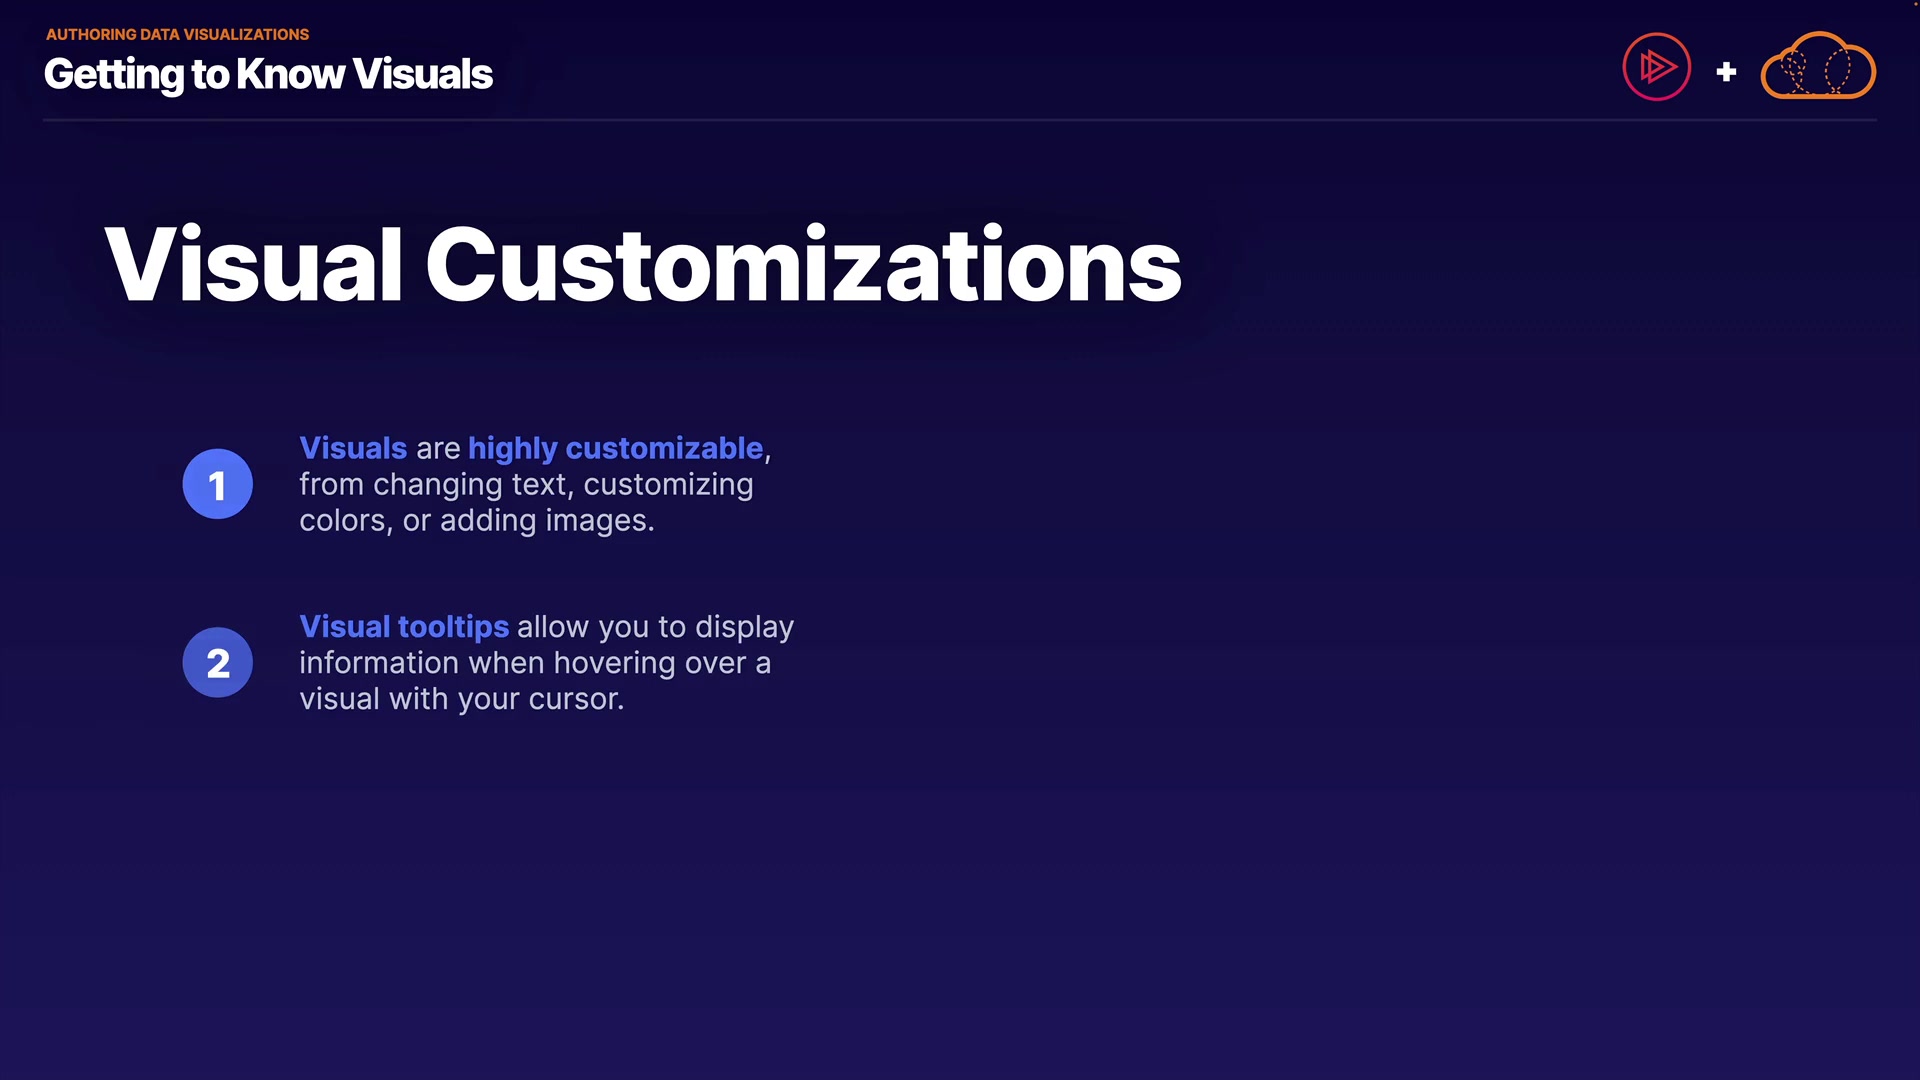 AUTHORING DATA VISUALIZATIONS
Getting to Know Visuals
+
Visual Customizations
1
Visuals are highly customizable,
from changing text, customizing
colors, or adding images.
2
Visual tooltips allow you to display
information when hovering over a
visual with your cursor.